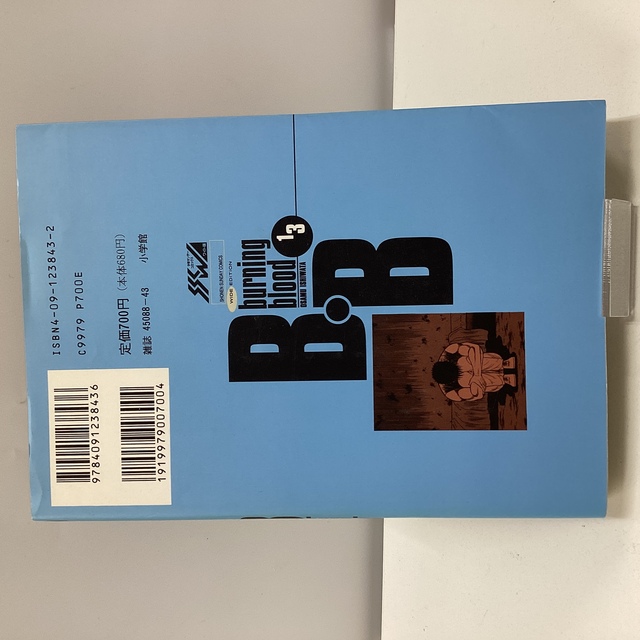 SSWA
SHONEN SUNDAY COMICS
WIDE EDITION
burning
blood
13
OSAMU ISHIWATA
B·B
ISBN4-09-123843-2
C9979 P700E
定価700円（本体680円）
雑誌 45088-43 小学館
9784091238436
1919979007004